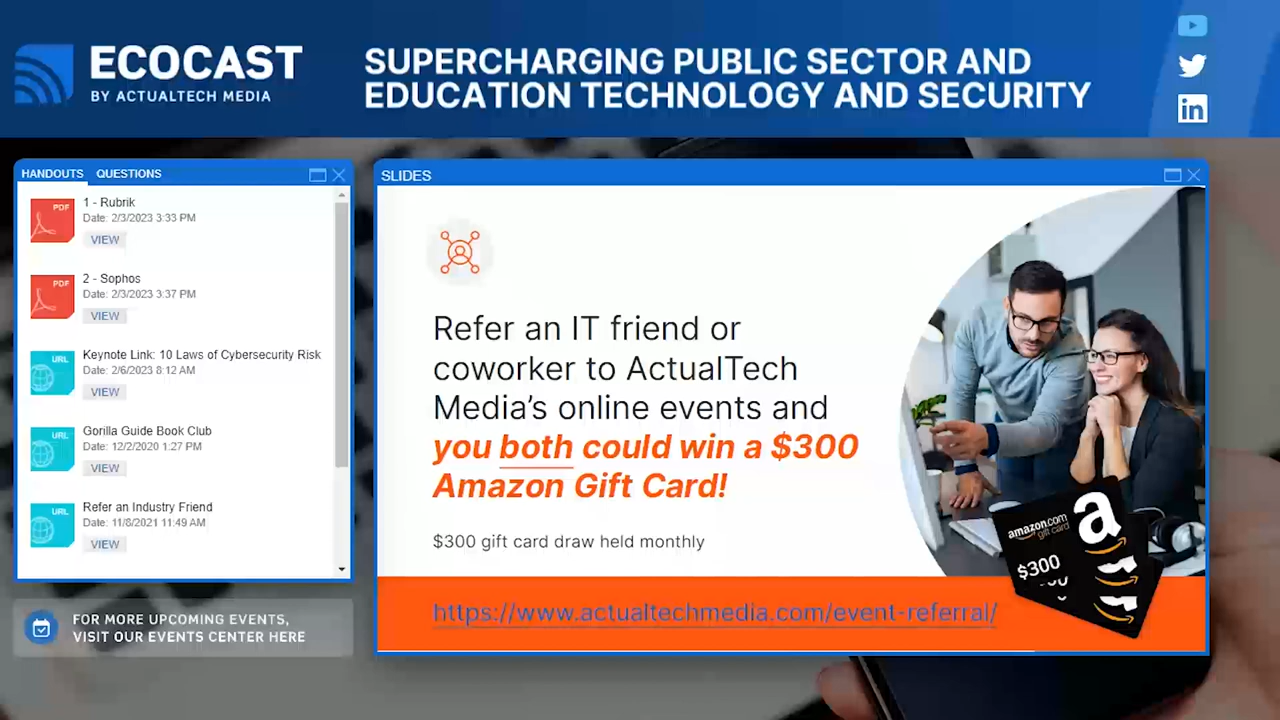 ECOCAST
BY ACTUALTECH MEDIA
SUPERCHARGING PUBLIC SECTOR AND
EDUCATION TECHNOLOGY AND SECURITY
in
HANDOUTS QUESTIONS
PDF
1 - Rubrik
Date: 2/3/2023 3:33 PM
VIEW
PDF
2 - Sophos
Date: 2/3/2023 3:37 PM
VIEW
URL
Keynote Link: 10 Laws of Cybersecurity Risk
Date: 2/6/2023 8:12 AM
VIEW
URL
Gorilla Guide Book Club
Date: 12/2/2020 1:27 PM
VIEW
URL
Refer an Industry Friend
Date: 11/8/2021 11:49 AM
VIEW
FOR MORE UPCOMING EVENTS,
VISIT OUR EVENTS CENTER HERE
SLIDES
Refer an IT friend or
coworker to ActualTech
Media's online events and
you both could win a $300
Amazon Gift Card!
$300 gift card draw held monthly
amazon.com
gift card
a
$300
https://www.actualtechmedia.com/event-referral/